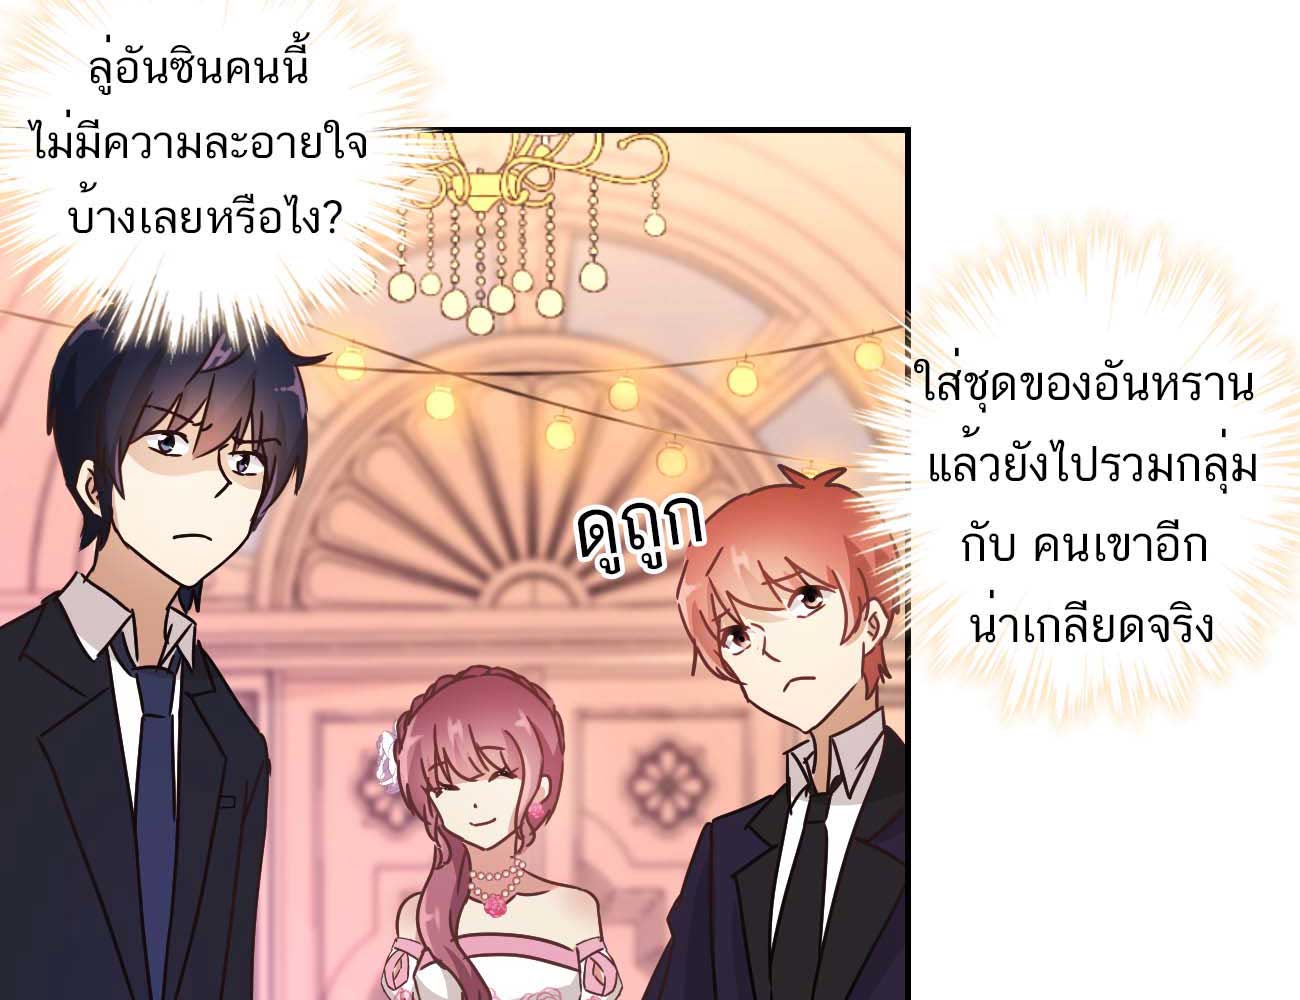 ลู่อันซินคนนี้
ไม่มีความละอายใจ
บ้างเลยหรือไง?
ดูถูก
ใส่ชุดของอันหราน
แล้วยังไปรวมกลุ่ม
กับ คนเขาอีก
น่าเกลียดจริง